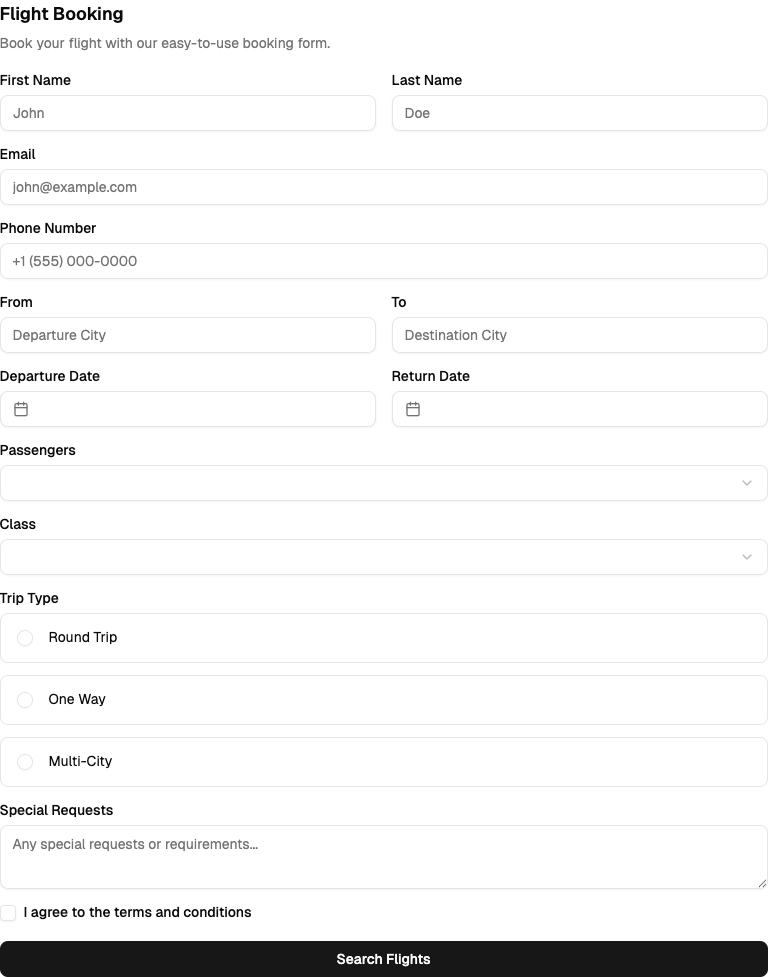 Flight Booking
Book your flight with our easy-to-use booking form.
First Name
Last Name
John
Doe
Email
john@example.com
Phone Number
+1 (555) 000-0000
From
To
Departure City
Destination City
Departure Date
Return Date
Passengers
Class
Trip Type
Round Trip
One Way
Multi-City
Special Requests
Any special requests or requirements...
I agree to the terms and conditions
Search Flights